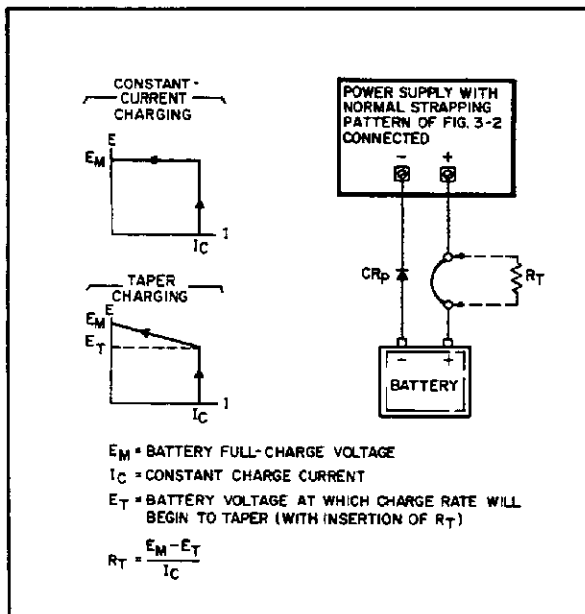 CONSTANT-
CURRENT
CHARGING
E
EM
IC
I
TAPER
CHARGING
E
EM
ET
IC
I
POWER SUPPLY WITH
NORMAL STRAPPING
PATTERN OF FIG. 3-2
CONNECTED
- +
CRP
RT
- +
BATTERY
EM = BATTERY FULL-CHARGE VOLTAGE
IC = CONSTANT CHARGE CURRENT
ET = BATTERY VOLTAGE AT WHICH CHARGE RATE WILL
BEGIN TO TAPER (WITH INSERTION OF RT)
RT = EM-ET
IC